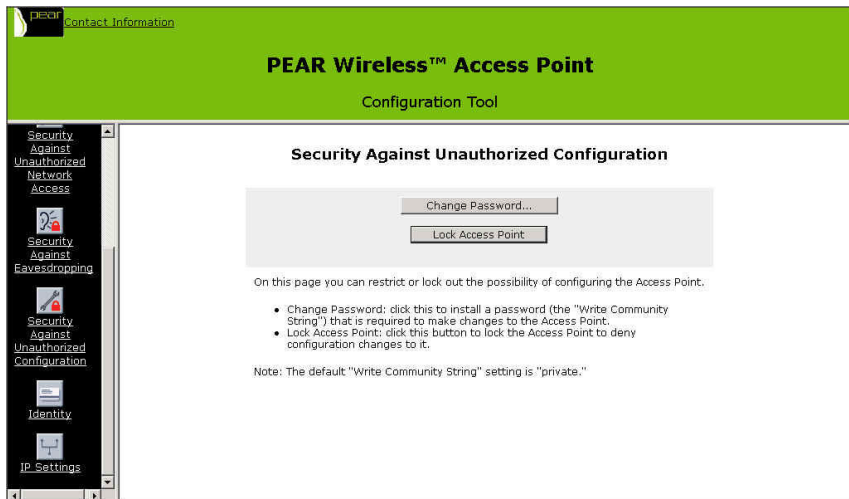 pear
Contact Information
PEAR Wireless™ Access Point
Configuration Tool
Security
Against
Unauthorized
Network
Access
Security
Against
Eavesdropping
Security
Against
Unauthorized
Configuration
Identity
IP Settings
Security Against Unauthorized Configuration
Change Password...
Lock Access Point
On this page you can restrict or lock out the possibility of configuring the Access Point.
• Change Password: click this to install a password (the "Write Community
String") that is required to make changes to the Access Point.
• Lock Access Point: click this button to lock the Access Point to deny
configuration changes to it.
Note: The default "Write Community String" setting is "private."